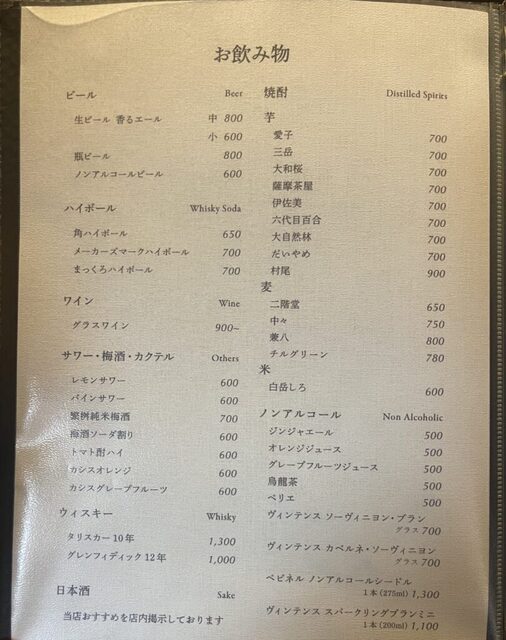 お飲み物
ビール Beer
生ビール 香るエール 中 800
小 600
瓶ビール 800
ノンアルコールビール 600
ハイボール Whisky Soda
角ハイボール 650
メーカーズマークハイボール 700
まっくろハイボール 700
ワイン Wine
グラスワイン 900~
サワー・梅酒・カクテル Others
レモンサワー 600
パインサワー 600
繁桝純米梅酒 700
梅酒ソーダ割り 600
トマト酎ハイ 600
カシスオレンジ 600
カシスグレープフルーツ 600
ウィスキー Whisky
タリスカー 10年 1,300
グレンフィディック 12年 1,000
日本酒 Sake
当店おすすめを店内掲示しております
焼酎 Distilled Spirits
芋
愛子 700
三岳 700
大和桜 700
薩摩茶屋 700
伊佐美 700
六代目百合 700
大自然林 700
だいやめ 700
村尾 900
麦
二階堂 650
中々 750
兼八 800
チルグリーン 780
米
白岳しろ 600
ノンアルコール Non Alcoholic
ジンジャエール 500
オレンジジュース 500
グレープフルーツジュース 500
烏龍茶 500
ペリエ 500
ヴィンテンス ソーヴィニヨン・ブラン
グラス 700
ヴィンテンス カベルネ・ソーヴィニヨン
グラス 700
ペピネル ノンアルコールシードル
1本(275ml) 1,300
ヴィンテンス スパークリングブランミニ
1本(200ml) 1,100